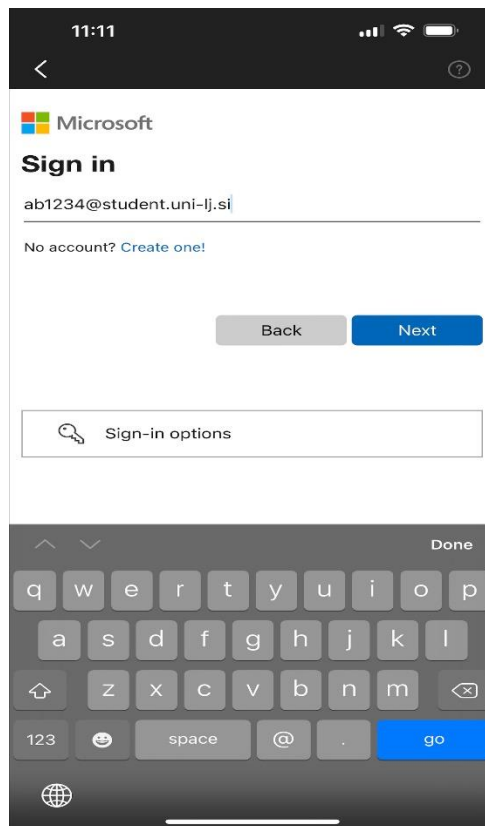 11:11
Microsoft
Sign in
ab1234@student.uni-lj.si
No account? Create one!
Back Next
Sign-in options
Done
q w e r t y u i o p
a s d f g h j k l
z x c v b n m
123 space @ . go